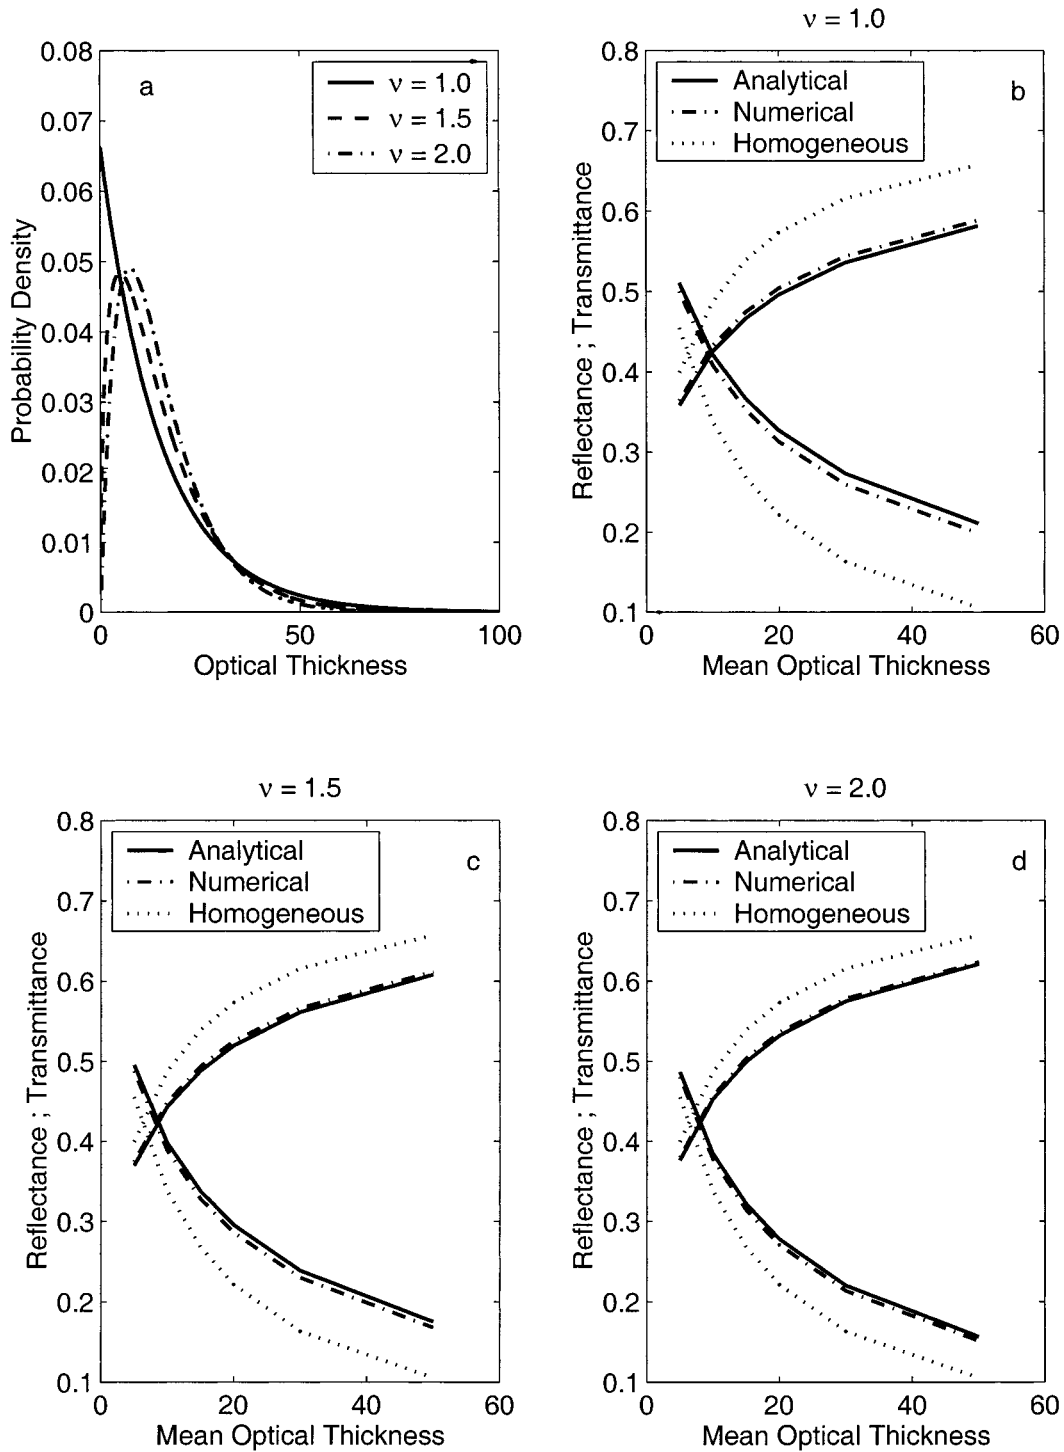 a
0.08
0.07
0.06
0.05
0.04
0.03
0.02
0.01
0
Probability Density
ν = 1.0
ν = 1.5
ν = 2.0
0 50 100
Optical Thickness
ν = 1.0
b
0.8
0.7
0.6
0.5
0.4
0.3
0.2
0.1
Reflectance ; Transmittance
Analytical
Numerical
Homogeneous
0 20 40 60
Mean Optical Thickness
ν = 1.5
c
0.8
0.7
0.6
0.5
0.4
0.3
0.2
0.1
Reflectance ; Transmittance
Analytical
Numerical
Homogeneous
0 20 40 60
Mean Optical Thickness
ν = 2.0
d
0.8
0.7
0.6
0.5
0.4
0.3
0.2
0.1
Reflectance ; Transmittance
Analytical
Numerical
Homogeneous
0 20 40 60
Mean Optical Thickness